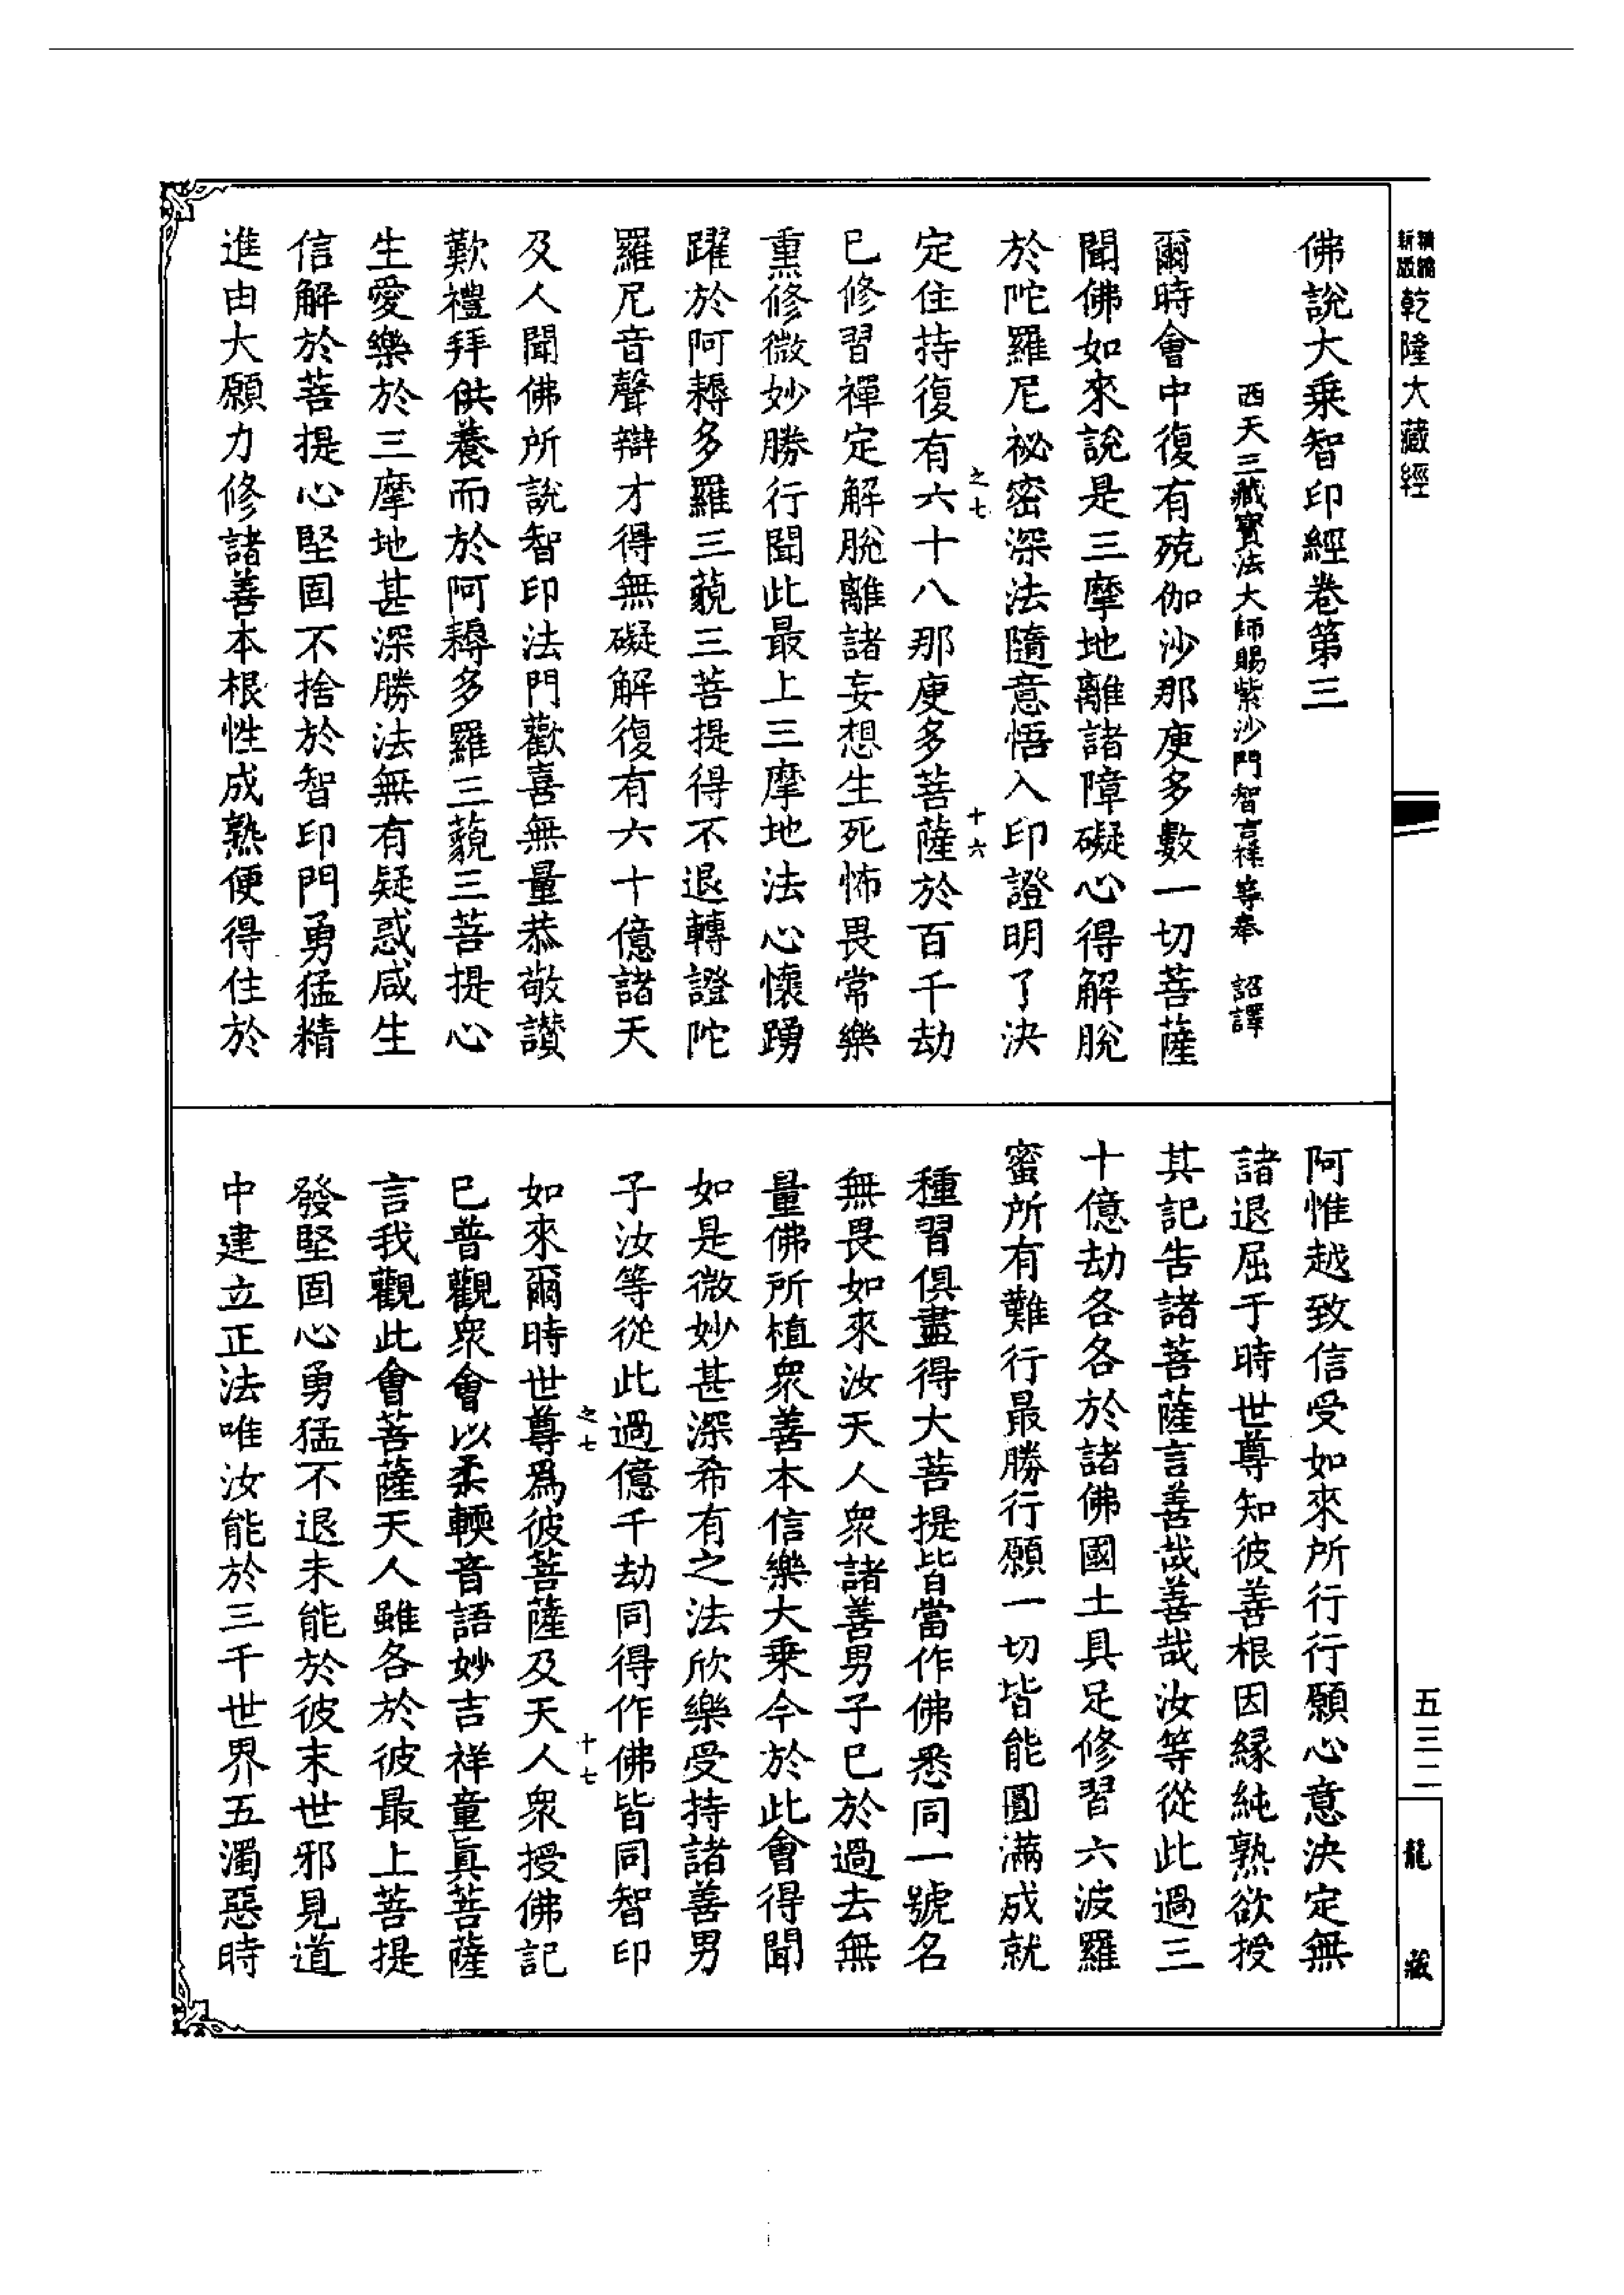 新編
縮版
乾隆大藏經
佛說大乗智印經卷第三
西天三藏寶法大師賜紫沙門智吉祥等奉 詔譯
爾時會中復有殑伽沙那庾多數一切菩薩
聞佛如來說是三摩地離諸障礙心得解脫
於陀羅尼祕密深法隨意悟入印證明了決
定住持復有六十八那庾多菩薩於百千劫
之七
十六
已修習禪定解脫離諸妄想生死怖畏常樂
熏修微妙勝行聞此最上三摩地法心懷踴
躍於阿耨多羅三藐三菩提得不退轉證陀
羅尼音聲辯才得無礙解復有六十億諸天
及人聞佛所說智印法門歡喜無量恭敬讃
歎禮拜供養而於阿耨多羅三藐三菩提心
生愛樂於三摩地甚深勝法無有疑惑咸生
信解於菩提心堅固不捨於智印門勇猛精
進由大願力修諸善本根性成熟便得住於
阿惟越致信受如來所行行願心意決定無
諸退屈于時世尊知彼善根因縁純熟欲授
其記告諸菩薩言善哉善哉汝等從此過三
十億劫各各於諸佛國土具足修習六波羅
蜜所有難行最勝行願一切皆能圓滿成就
種習俱盡得大菩提皆當作佛悉同一號名
無畏如來汝天人衆諸善男子已於過去無
量佛所植衆善本信樂大乗今於此會得聞
如是微妙甚深希有之法欣樂受持諸善男
子汝等從此過億千劫同得作佛皆同智印
之七
十七
如來爾時世尊爲彼菩薩及天人衆授佛記
已普觀衆會以柔輭音語妙吉祥童眞菩薩
言我觀此會菩薩天人雖各於彼最上菩提
發堅固心勇猛不退未能於彼末世邪見道
中建立正法唯汝能於三千世界五濁惡時
五三二
龍藏